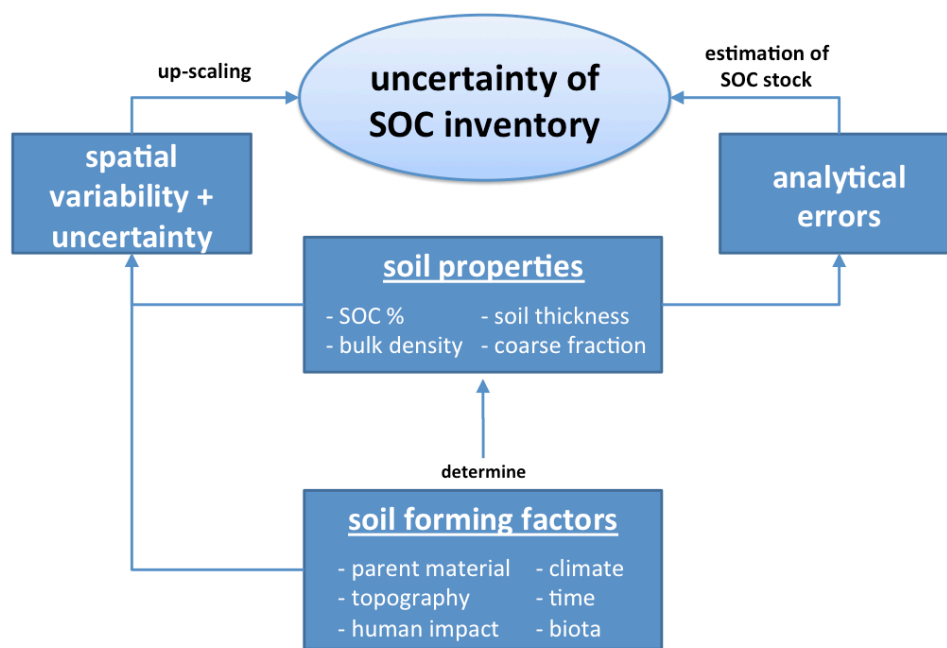 up-scaling
uncertainty of
SOC inventory
estimation of
SOC stock
spatial
variability +
uncertainty
analytical
errors
soil properties
- SOC % - soil thickness
- bulk density - coarse fraction
determine
soil forming factors
- parent material - climate
- topography - time
- human impact - biota